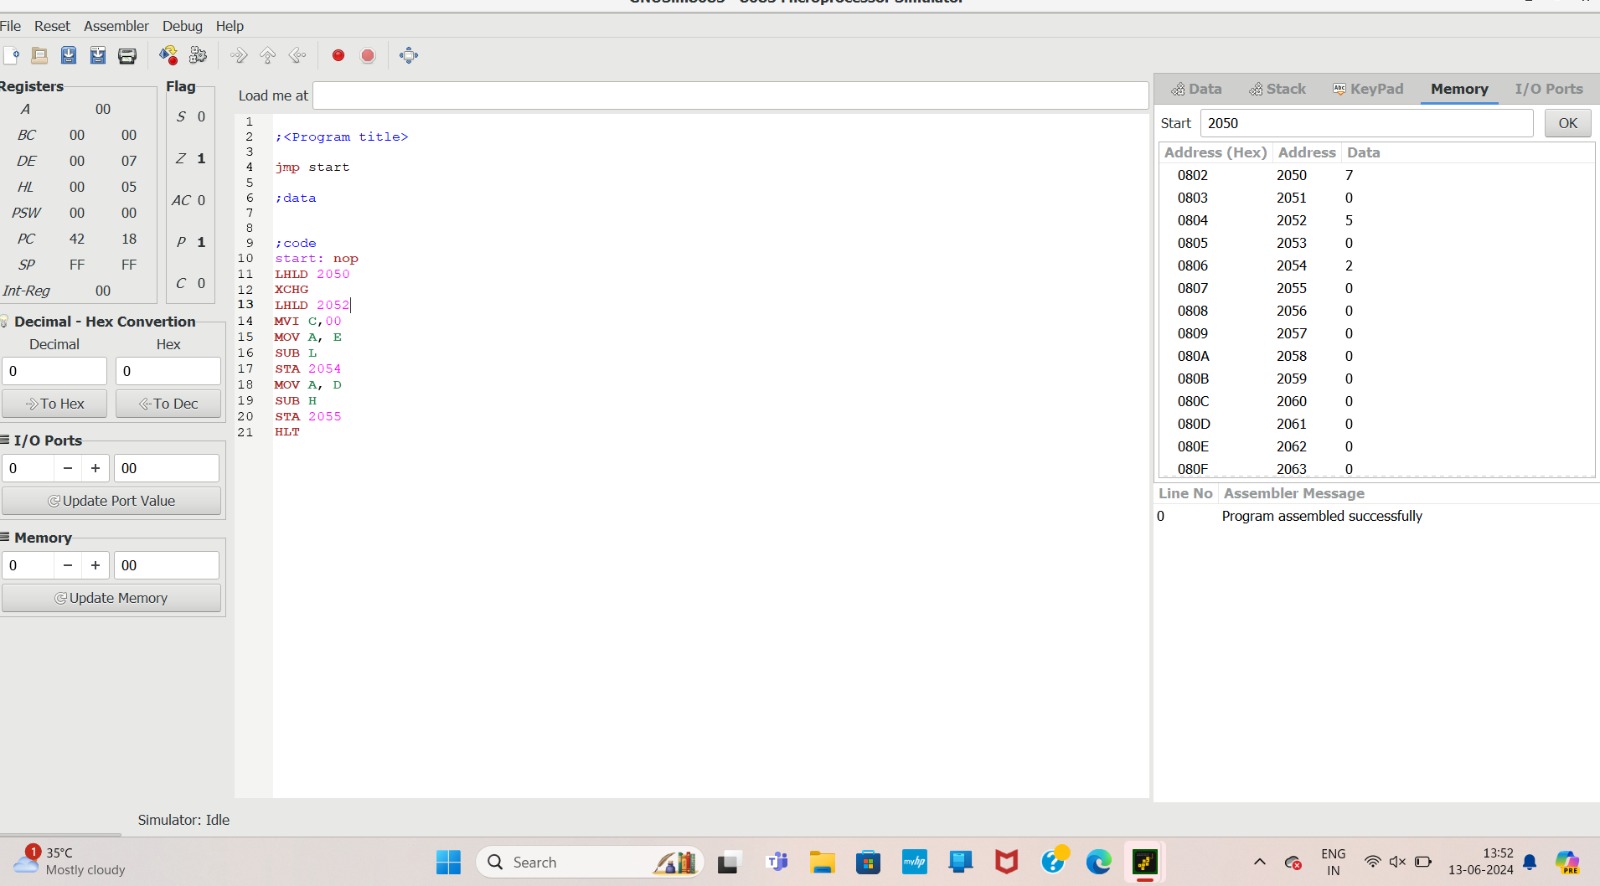 GNUSim8085 - 8085 Microprocessor Simulator
File Reset Assembler Debug Help
Registers
A 00
BC 00 00
DE 00 07
HL 00 05
PSW 00 00
PC 42 18
SP FF FF
Int-Reg 00
Flag
S 0
Z 1
AC 0
P 1
C 0
Decimal - Hex Convertion
Decimal Hex
0 0
To Hex To Dec
I/O Ports
0 − + 00
Update Port Value
Memory
0 − + 00
Update Memory
Load me at
1
2 ;<Program title>
3
4 jmp start
5
6 ;data
7
8
9 ;code
10 start: nop
11 LHLD 2050
12 XCHG
13 LHLD 2052
14 MVI C,00
15 MOV A, E
16 SUB L
17 STA 2054
18 MOV A, D
19 SUB H
20 STA 2055
21 HLT
Data Stack KeyPad Memory I/O Ports
Start 2050 OK
Address (Hex) Address Data
0802 2050 7
0803 2051 0
0804 2052 5
0805 2053 0
0806 2054 2
0807 2055 0
0808 2056 0
0809 2057 0
080A 2058 0
080B 2059 0
080C 2060 0
080D 2061 0
080E 2062 0
080F 2063 0
Line No Assembler Message
0 Program assembled successfully
Simulator: Idle
1
35°C
Mostly cloudy
Search
myhp
PRE
ENG
IN
13:52
13-06-2024